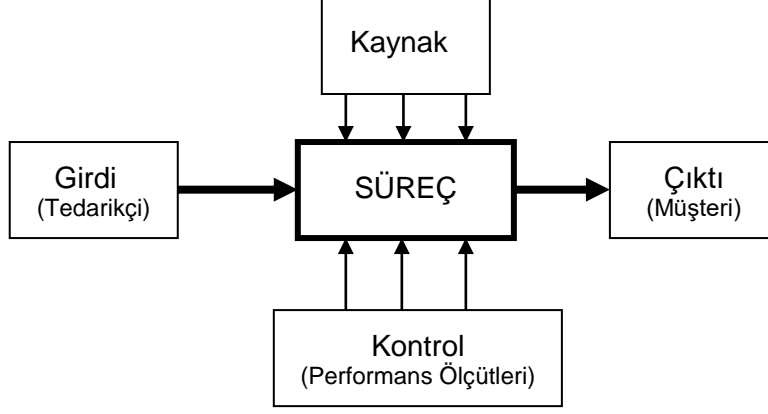 Kaynak
Girdi
(Tedarikçi)
SÜREÇ
Çıktı
(Müşteri)
Kontrol
(Performans Ölçütleri)